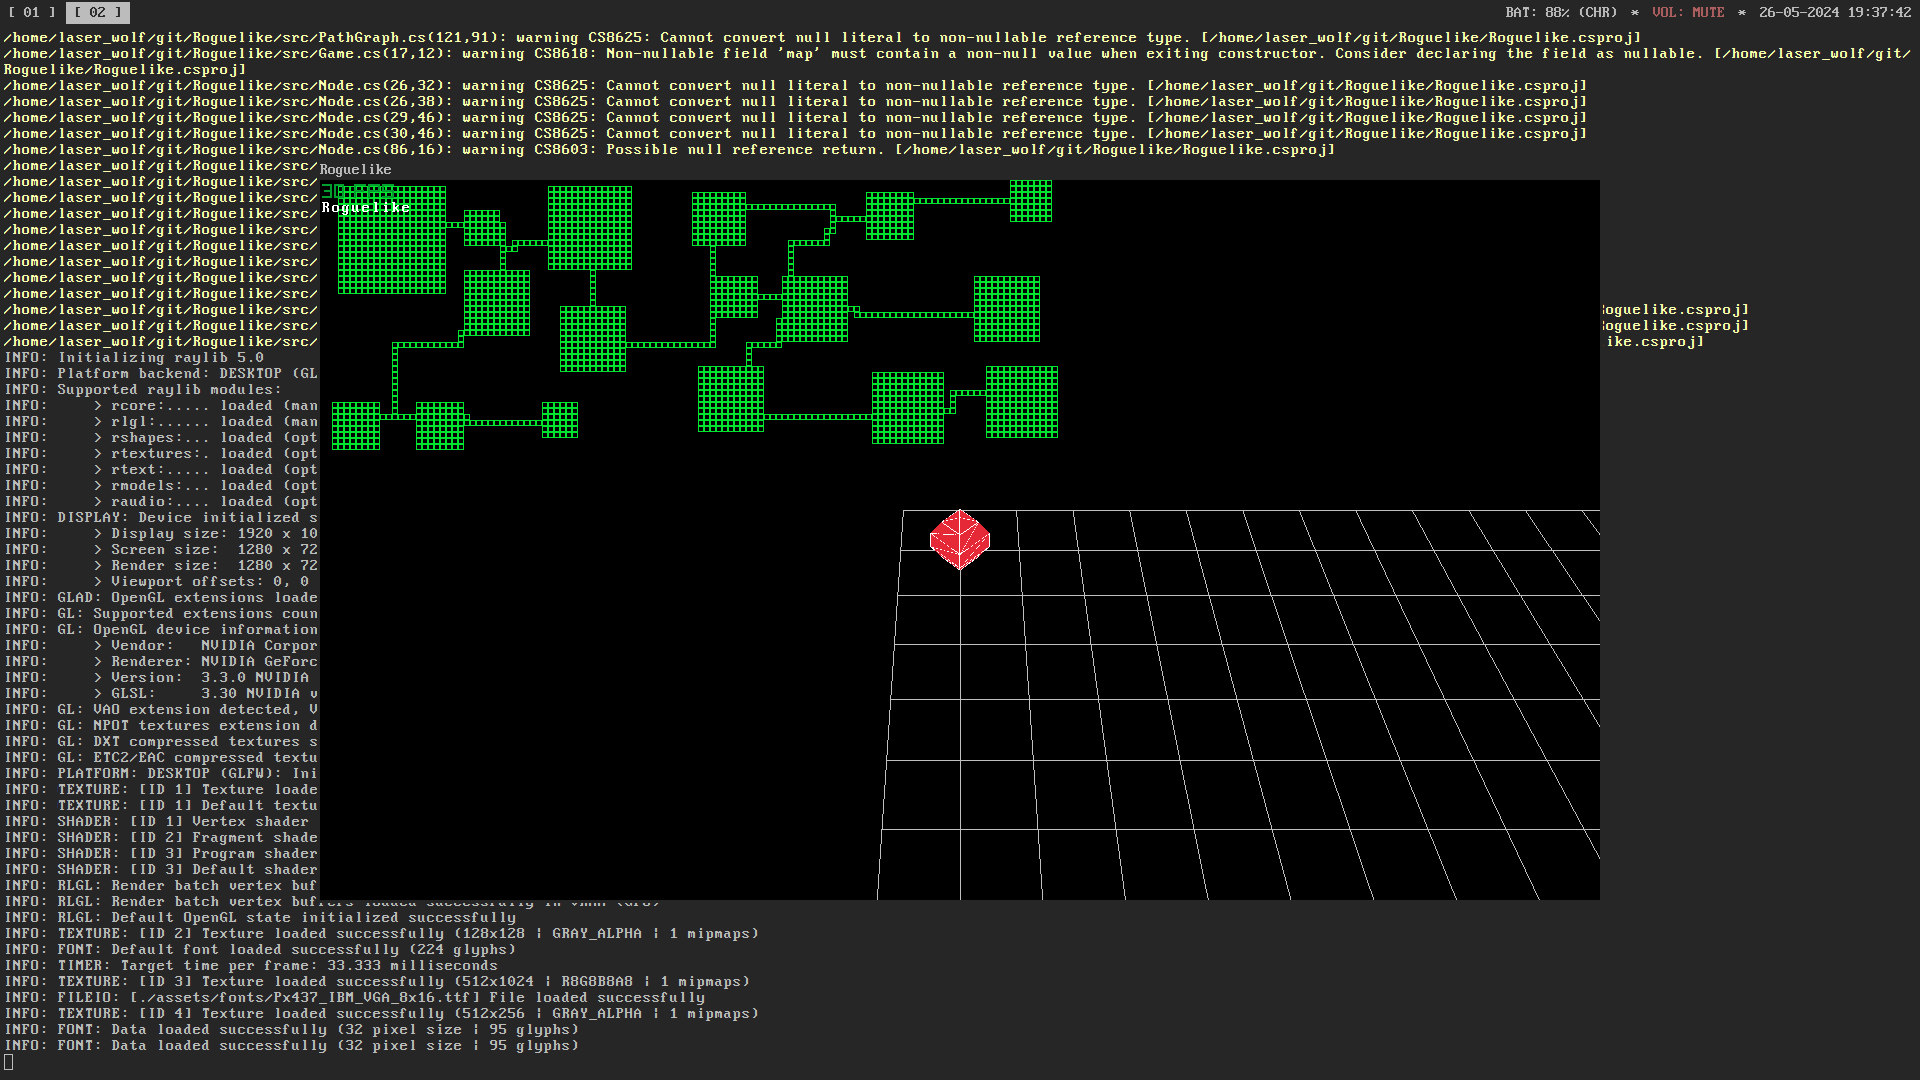 [ 01 ] [ 02 ] BAT: 88% (CHR) * VOL: MUTE * 26-05-2024 19:37:42
/home/laser_wolf/git/Roguelike/src/PathGraph.cs(121,91): warning CS8625: Cannot convert null literal to non-nullable reference type. [/home/laser_wolf/git/Roguelike/Roguelike.csproj]
/home/laser_wolf/git/Roguelike/src/Game.cs(17,12): warning CS8618: Non-nullable field 'map' must contain a non-null value when exiting constructor. Consider declaring the field as nullable. [/home/laser_wolf/git/
Roguelike/Roguelike.csproj]
/home/laser_wolf/git/Roguelike/src/Node.cs(26,32): warning CS8625: Cannot convert null literal to non-nullable reference type. [/home/laser_wolf/git/Roguelike/Roguelike.csproj]
/home/laser_wolf/git/Roguelike/src/Node.cs(26,38): warning CS8625: Cannot convert null literal to non-nullable reference type. [/home/laser_wolf/git/Roguelike/Roguelike.csproj]
/home/laser_wolf/git/Roguelike/src/Node.cs(29,46): warning CS8625: Cannot convert null literal to non-nullable reference type. [/home/laser_wolf/git/Roguelike/Roguelike.csproj]
/home/laser_wolf/git/Roguelike/src/Node.cs(30,46): warning CS8625: Cannot convert null literal to non-nullable reference type. [/home/laser_wolf/git/Roguelike/Roguelike.csproj]
/home/laser_wolf/git/Roguelike/src/Node.cs(86,16): warning CS8603: Possible null reference return. [/home/laser_wolf/git/Roguelike/Roguelike.csproj]
/home/laser_wolf/git/Roguelike/src/ Roguelike
/home/laser_wolf/git/Roguelike/src/
/home/laser_wolf/git/Roguelike/src/
/home/laser_wolf/git/Roguelike/src/ Roguelike
/home/laser_wolf/git/Roguelike/src/
/home/laser_wolf/git/Roguelike/src/
/home/laser_wolf/git/Roguelike/src/
/home/laser_wolf/git/Roguelike/src/
/home/laser_wolf/git/Roguelike/src/
/home/laser_wolf/git/Roguelike/src/ oguelike.csproj]
/home/laser_wolf/git/Roguelike/src/ oguelike.csproj]
/home/laser_wolf/git/Roguelike/src/ ike.csproj]
INFO: Initializing raylib 5.0
INFO: Platform backend: DESKTOP (GL
INFO: Supported raylib modules:
INFO:     > rcore:..... loaded (man
INFO:     > rlgl:...... loaded (man
INFO:     > rshapes:... loaded (opt
INFO:     > rtextures:. loaded (opt
INFO:     > rtext:..... loaded (opt
INFO:     > rmodels:... loaded (opt
INFO:     > raudio:.... loaded (opt
INFO: DISPLAY: Device initialized s
INFO:     > Display size: 1920 x 10
INFO:     > Screen size:  1280 x 72
INFO:     > Render size:  1280 x 72
INFO:     > Viewport offsets: 0, 0
INFO: GLAD: OpenGL extensions loade
INFO: GL: Supported extensions coun
INFO: GL: OpenGL device information
INFO:     > Vendor:   NVIDIA Corpor
INFO:     > Renderer: NVIDIA GeForc
INFO:     > Version:  3.3.0 NVIDIA
INFO:     > GLSL:     3.30 NVIDIA v
INFO: GL: VAO extension detected, V
INFO: GL: NPOT textures extension d
INFO: GL: DXT compressed textures s
INFO: GL: ETC2/EAC compressed textu
INFO: PLATFORM: DESKTOP (GLFW): Ini
INFO: TEXTURE: [ID 1] Texture loade
INFO: TEXTURE: [ID 1] Default textu
INFO: SHADER: [ID 1] Vertex shader
INFO: SHADER: [ID 2] Fragment shade
INFO: SHADER: [ID 3] Program shader
INFO: SHADER: [ID 3] Default shader
INFO: RLGL: Render batch vertex buf
INFO: RLGL: Render batch vertex buffers loaded successfully in
INFO: RLGL: Default OpenGL state initialized successfully
INFO: TEXTURE: [ID 2] Texture loaded successfully (128x128 | GRAY_ALPHA | 1 mipmaps)
INFO: FONT: Default font loaded successfully (224 glyphs)
INFO: TIMER: Target time per frame: 33.333 milliseconds
INFO: TEXTURE: [ID 3] Texture loaded successfully (512x1024 | R8G8B8A8 | 1 mipmaps)
INFO: FILEIO: [./assets/fonts/Px437_IBM_VGA_8x16.ttf] File loaded successfully
INFO: TEXTURE: [ID 4] Texture loaded successfully (512x256 | GRAY_ALPHA | 1 mipmaps)
INFO: FONT: Data loaded successfully (32 pixel size | 95 glyphs)
INFO: FONT: Data loaded successfully (32 pixel size | 95 glyphs)